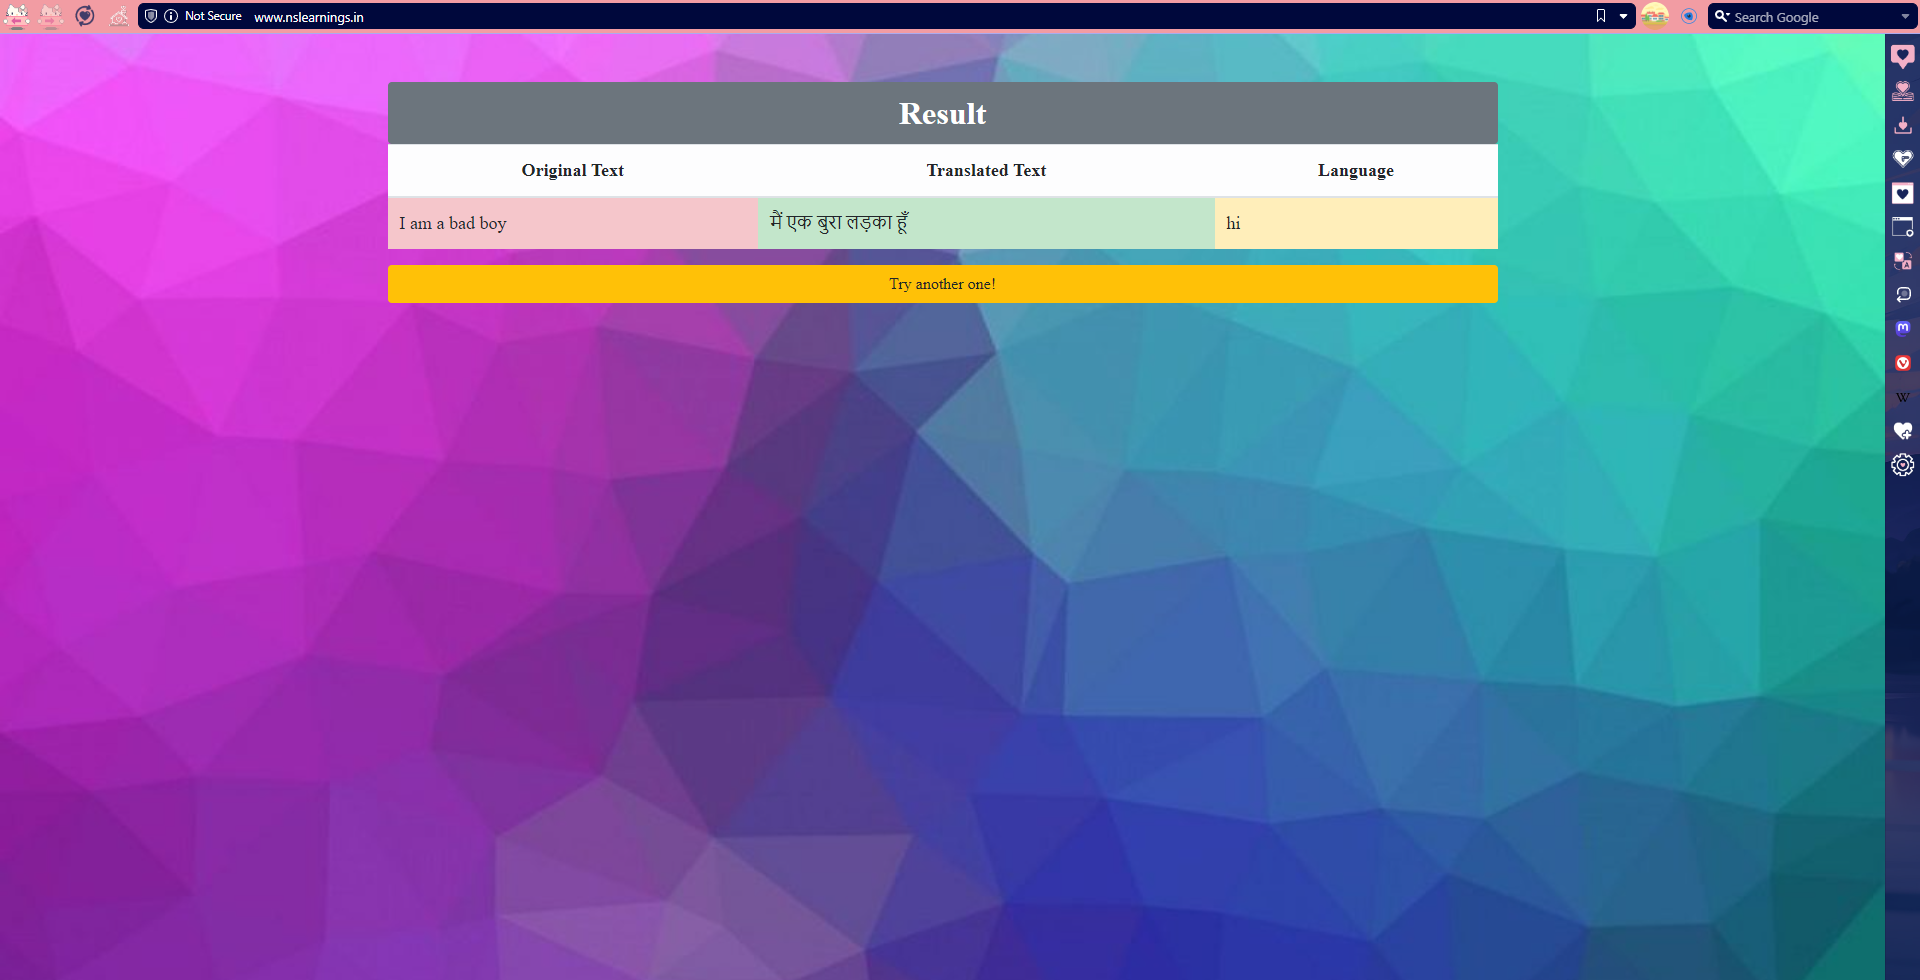 Not Secure www.nslearnings.in Search Google
Result
Original Text Translated Text Language
I am a bad boy मैं एक बुरा लड़का हूँ hi
Try another one!
W